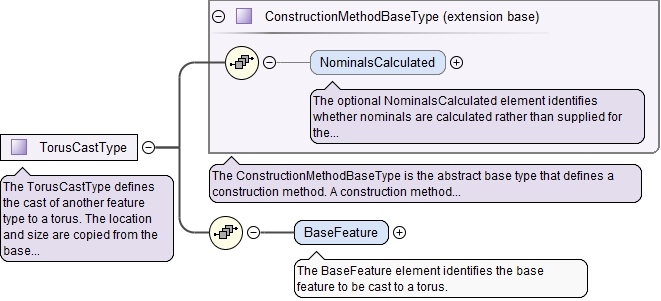 ConstructionMethodBaseType (extension base)
NominalsCalculated
The optional NominalsCalculated element identifies
whether nominals are calculated rather than supplied for
the...
TorusCastType
The ConstructionMethodBaseType is the abstract base type that defines a
construction method. A construction method...
The TorusCastType defines
the cast of another feature
type to a torus. The location
and size are copied from the
base...
BaseFeature
The BaseFeature element identifies the base
feature to be cast to a torus.